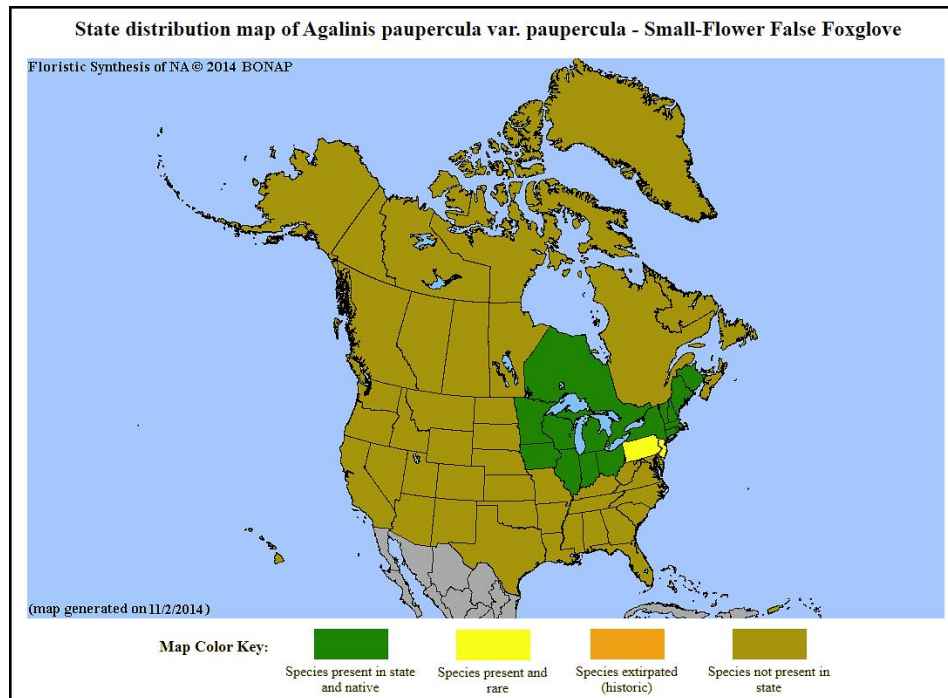 State distribution map of Agalinis paupercula var. paupercula - Small-Flower False Foxglove
Floristic Synthesis of NA © 2014 BONAP
(map generated on 11/2/2014)
Map Color Key:
Species present in state
and native
Species present and
rare
Species extirpated
(historic)
Species not present in
state